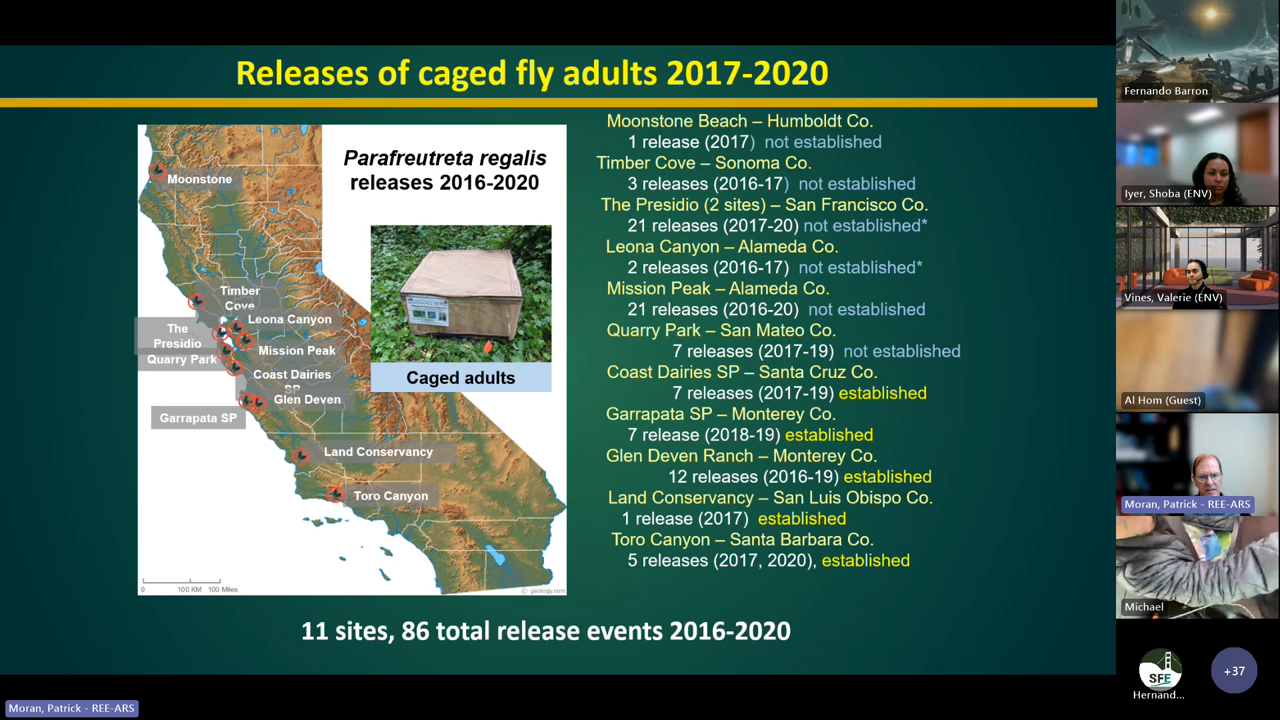 Releases of caged fly adults 2017-2020
Parafreutreta regalis
releases 2016-2020
Moonstone
Timber
Cove
Leona Canyon
The
Presidio
Mission Peak
Quarry Park
Coast Dairies
SP
Glen Deven
Garrapata SP
Land Conservancy
Toro Canyon
0 100 KM 100 Miles
© geology.com
Caged adults
Moonstone Beach – Humboldt Co.
1 release (2017) not established
Timber Cove – Sonoma Co.
3 releases (2016-17) not established
The Presidio (2 sites) – San Francisco Co.
21 releases (2017-20) not established*
Leona Canyon – Alameda Co.
2 releases (2016-17) not established*
Mission Peak – Alameda Co.
21 releases (2016-20) not established
Quarry Park – San Mateo Co.
7 releases (2017-19) not established
Coast Dairies SP – Santa Cruz Co.
7 releases (2017-19) established
Garrapata SP – Monterey Co.
7 release (2018-19) established
Glen Deven Ranch – Monterey Co.
12 releases (2016-19) established
Land Conservancy – San Luis Obispo Co.
1 release (2017) established
Toro Canyon – Santa Barbara Co.
5 releases (2017, 2020), established
11 sites, 86 total release events 2016-2020
Moran, Patrick - REE-ARS
Fernando Barron
Iyer, Shoba (ENV)
Vines, Valerie (ENV)
Al Hom (Guest)
Moran, Patrick - REE-ARS
Michael
SFE
Hernand...
+37